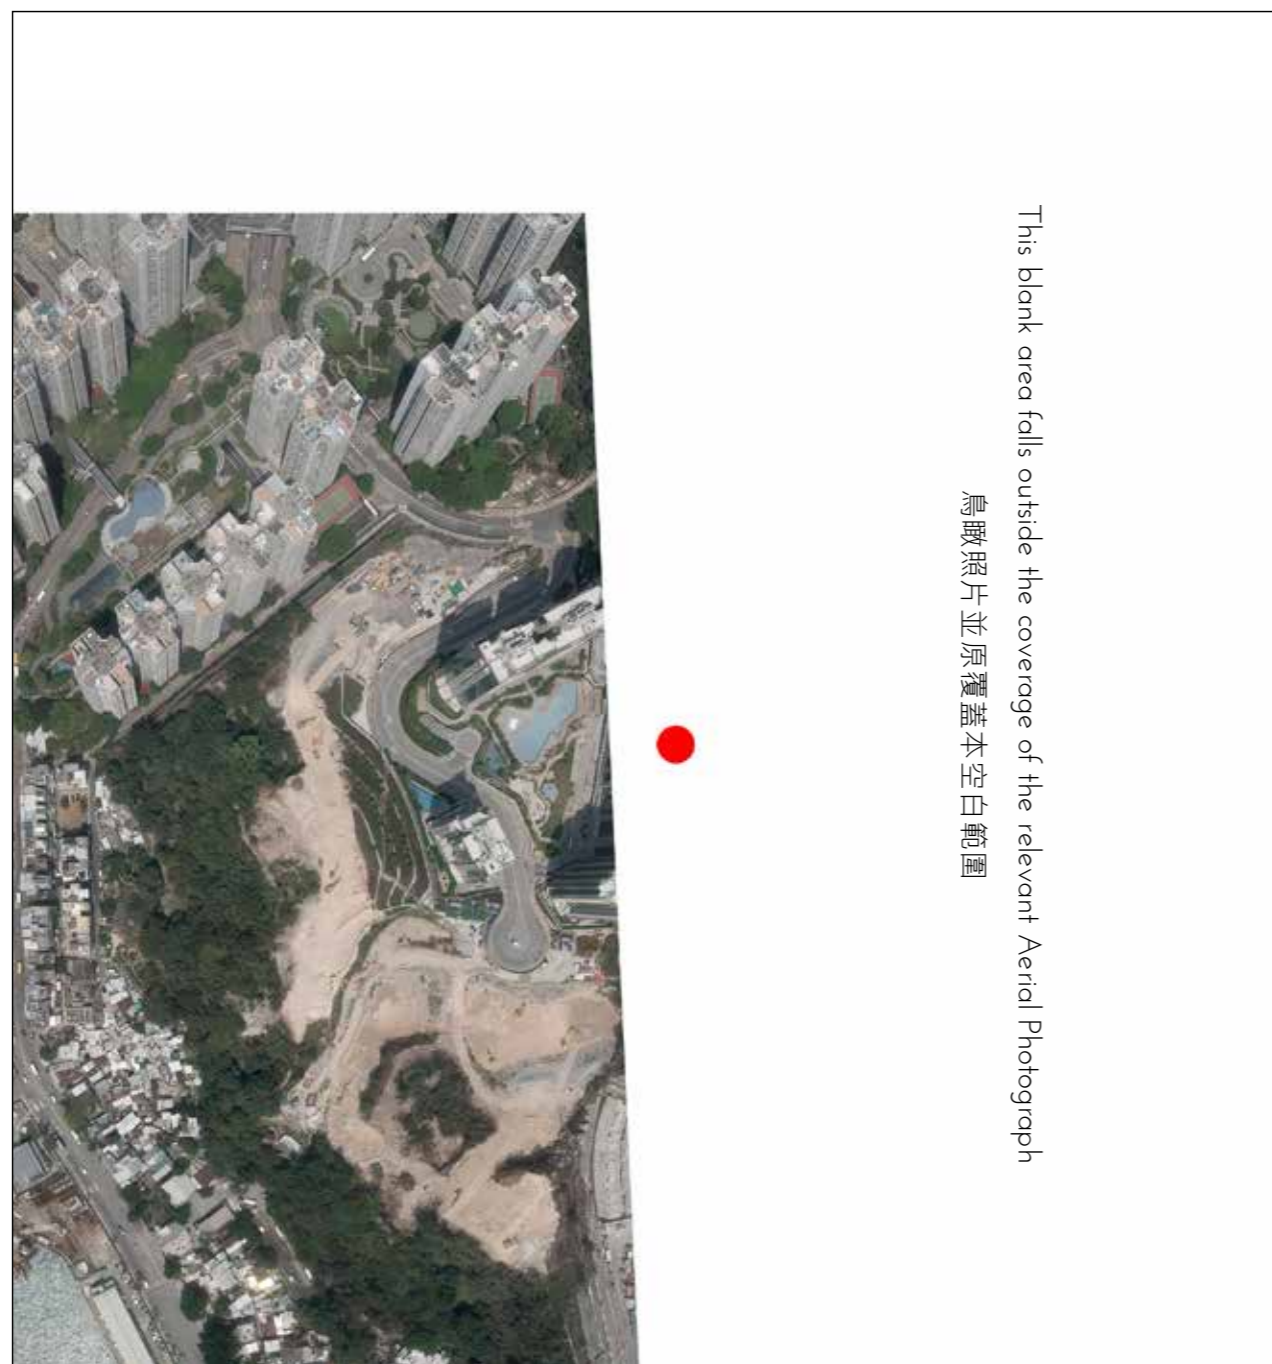 This blank area falls outside the coverage of the relevant Aerial Photograph
鳥瞰照片並原覆蓋本空白範圍